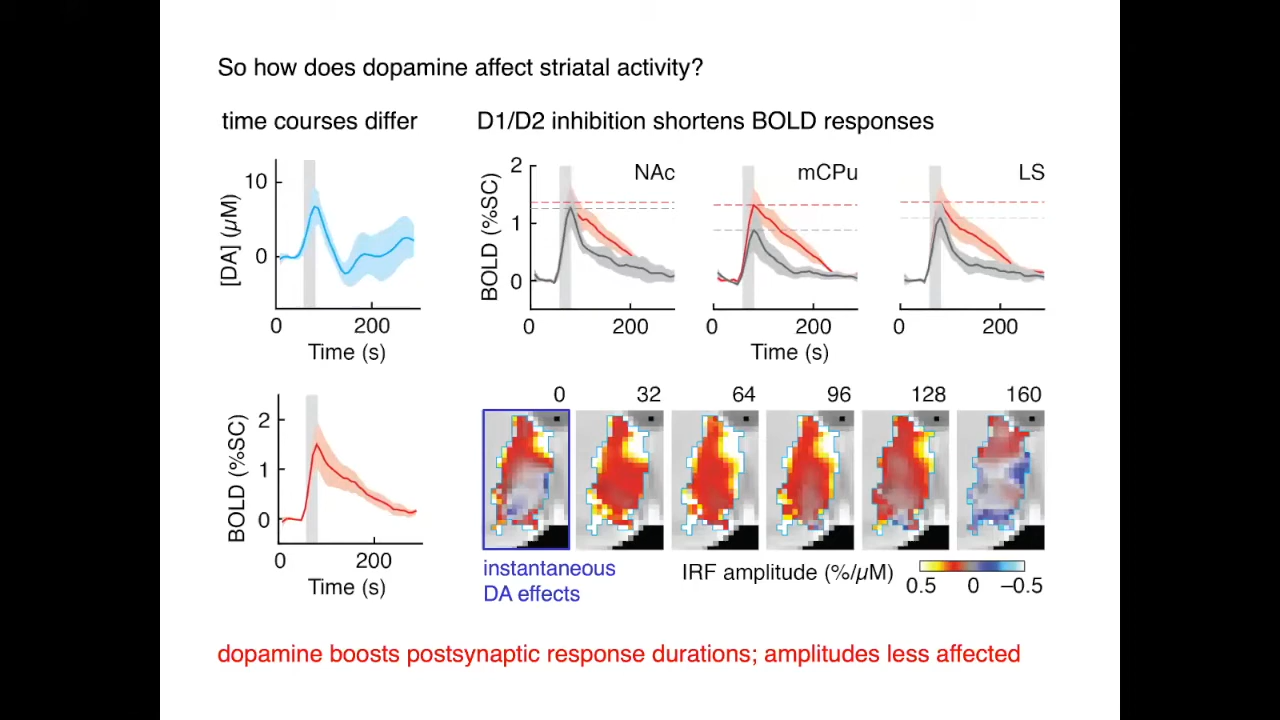 So how does dopamine affect striatal activity?
time courses differ
D1/D2 inhibition shortens BOLD responses
[DA] (µM)
10
0
0
200
Time (s)
BOLD (%SC)
2
1
0
NAc
0
200
mCPu
0
200
Time (s)
LS
0
200
BOLD (%SC)
2
1
0
0
200
Time (s)
0
32
64
96
128
160
instantaneous
DA effects
IRF amplitude (%/µM)
0.5
0
–0.5
dopamine boosts postsynaptic response durations; amplitudes less affected